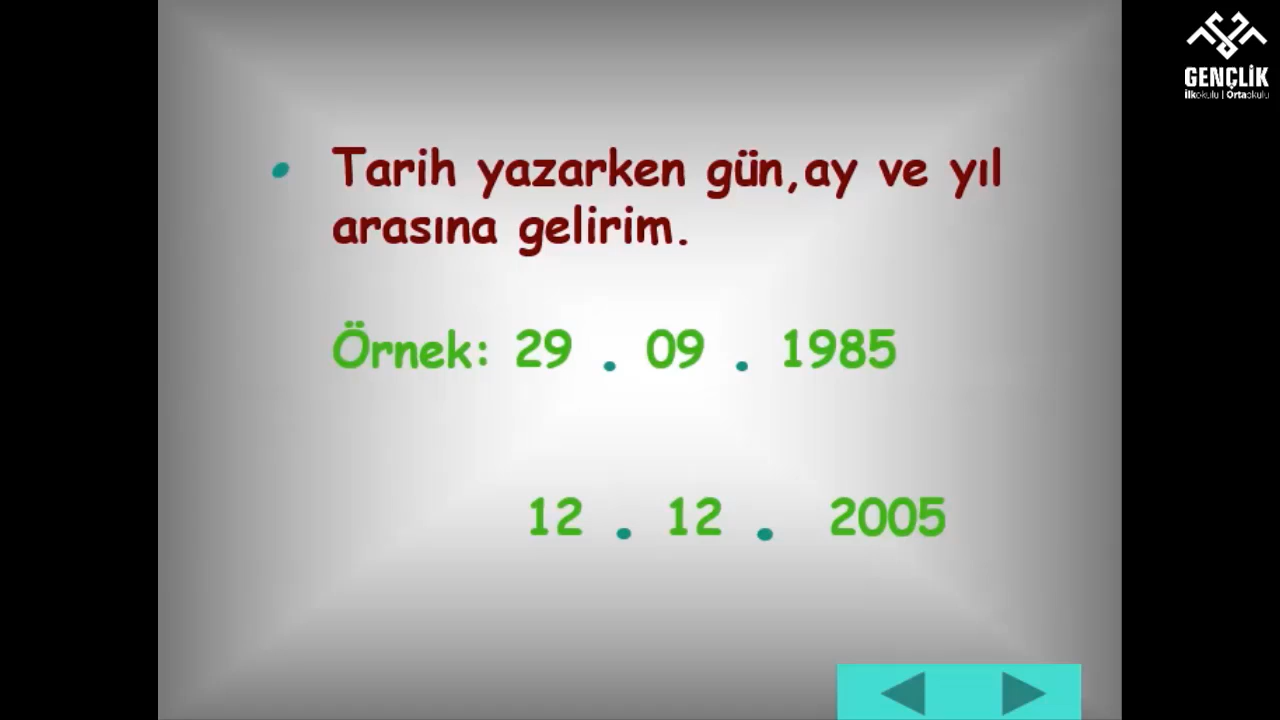 GENÇLİK
İlkokulu | Ortaokulu
• Tarih yazarken gün,ay ve yıl
arasına gelirim.
Örnek: 29 . 09 . 1985
12 . 12 . 2005